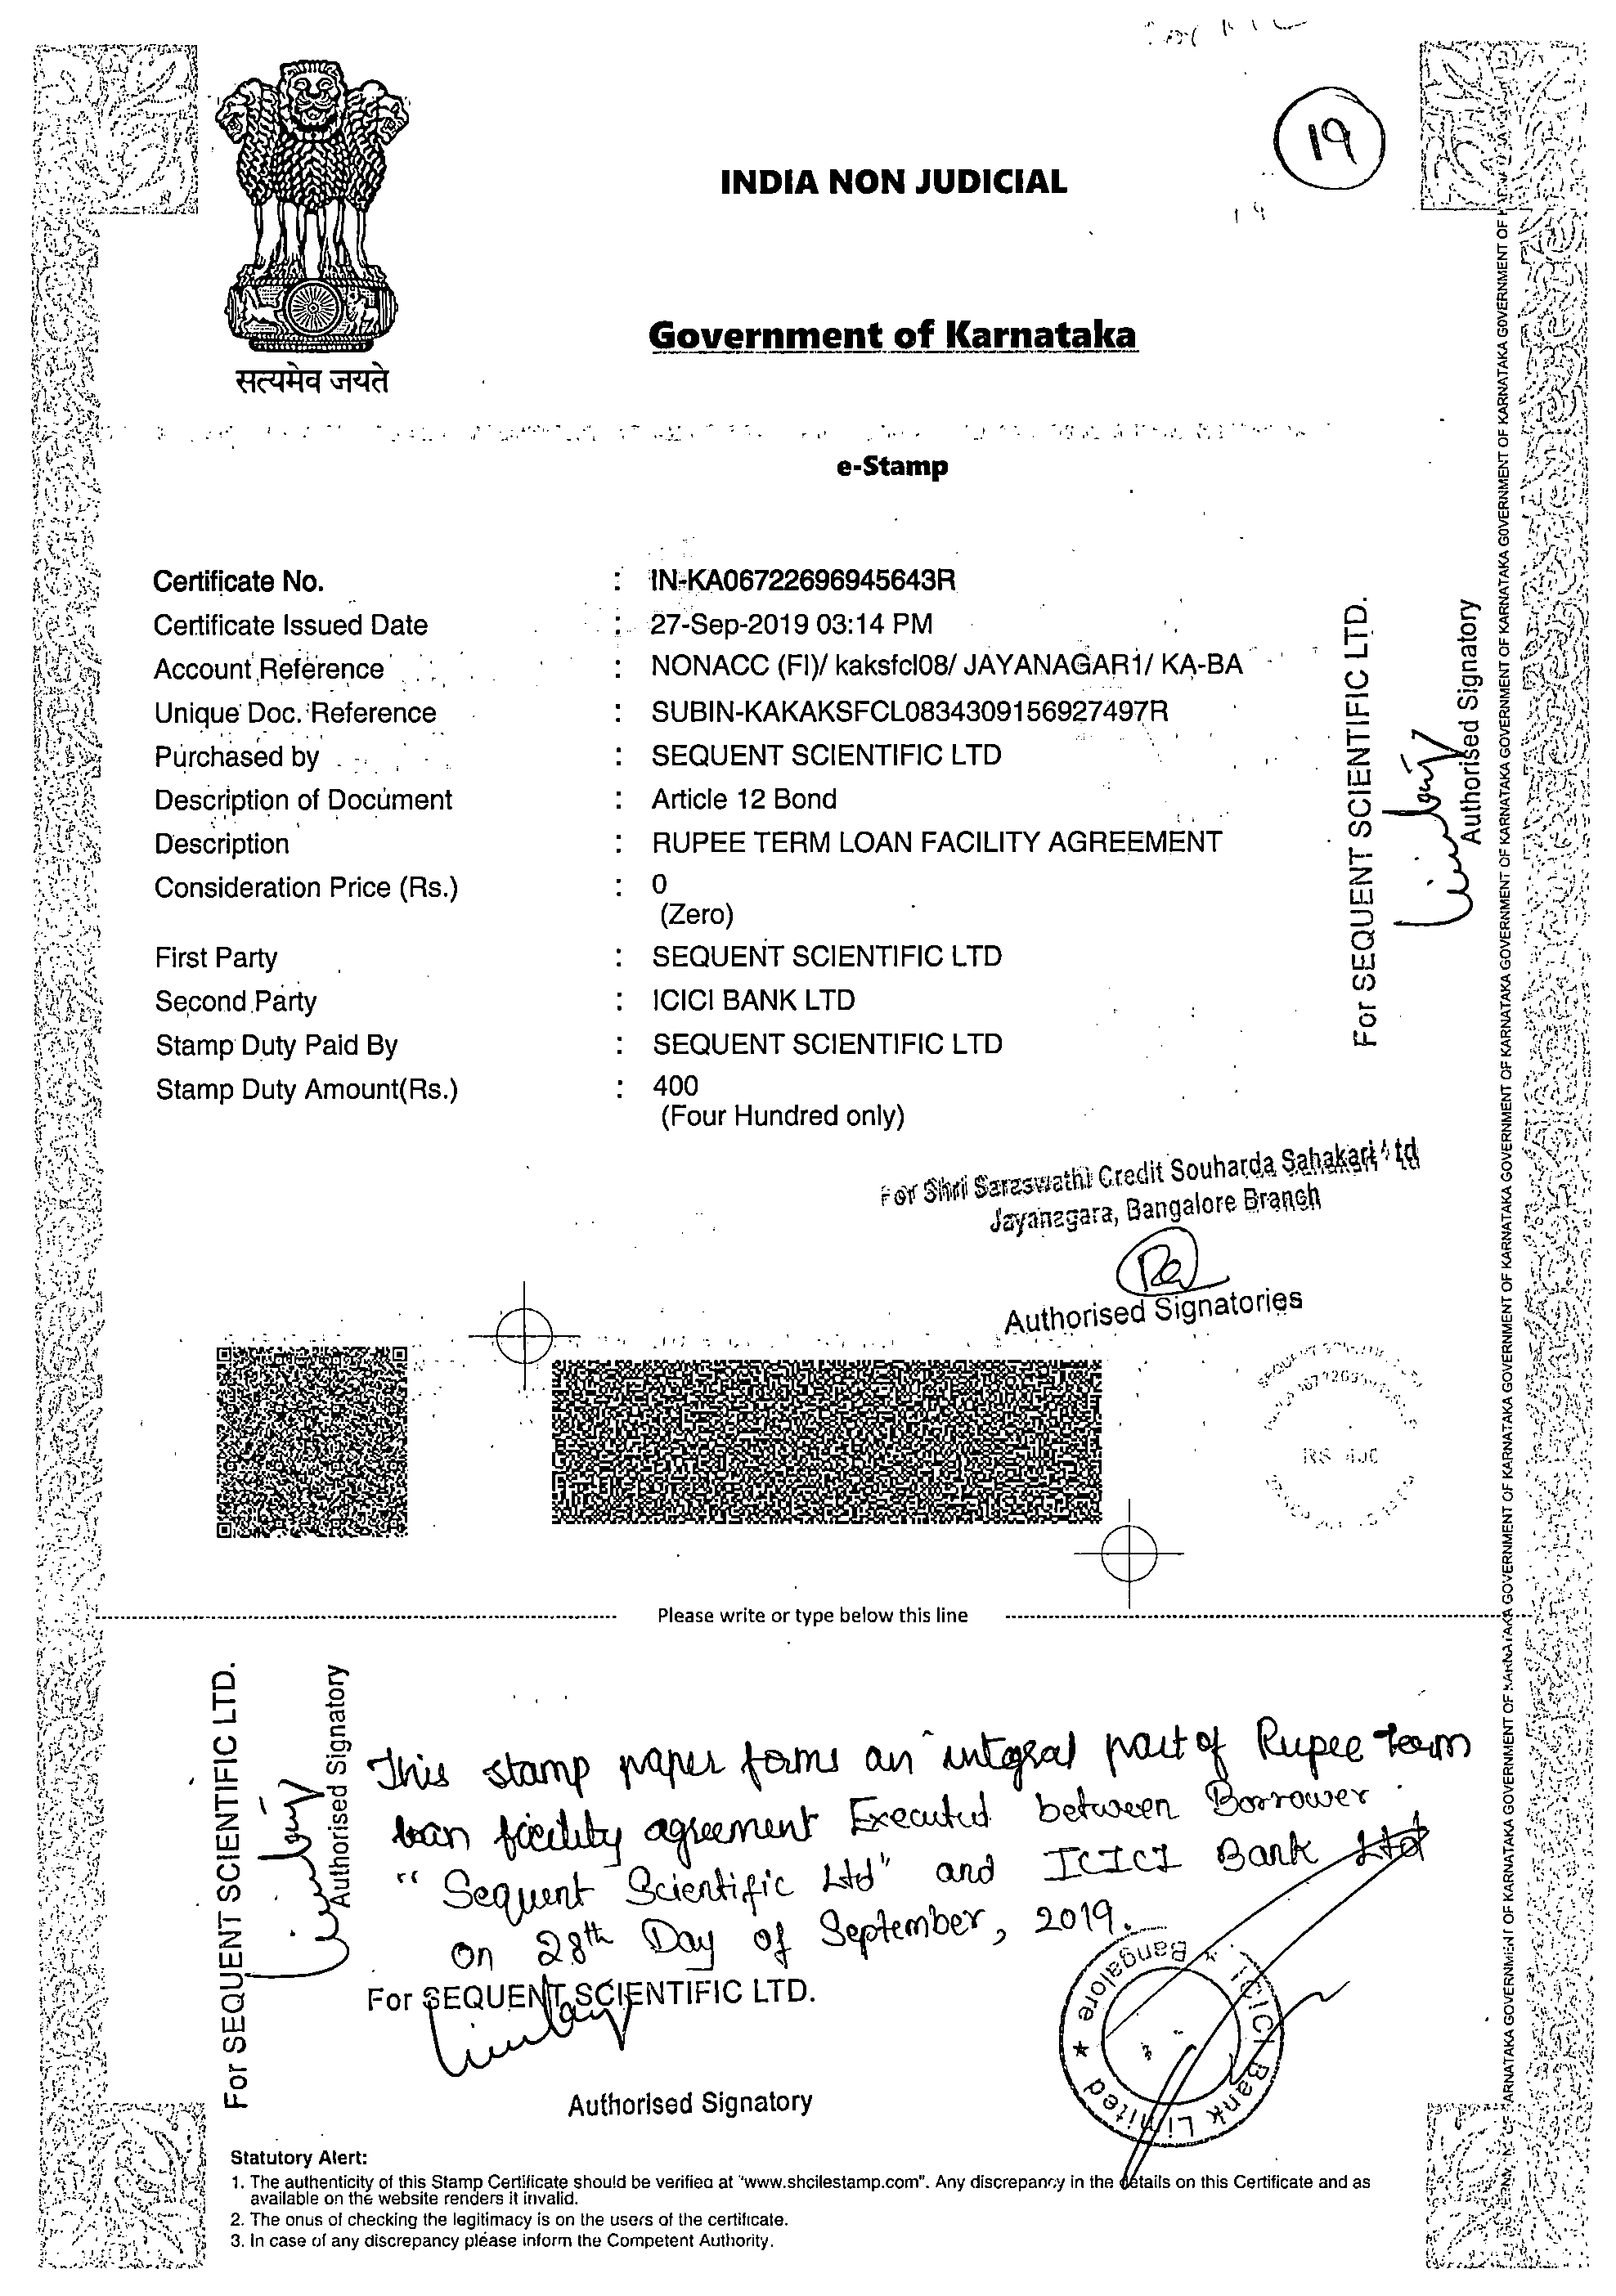 19
INDIA NON JUDICIAL
19
Government of Karnataka
सत्यमेव जयते
e-Stamp
Certificate No. : IN-KA06722696945643R
Certificate Issued Date : 27-Sep-2019 03:14 PM
Account Reference : NONACC (FI)/ kaksfcl08/ JAYANAGAR1/ KA-BA
Unique Doc. Reference : SUBIN-KAKAKSFCL0834309156927497R
Purchased by : SEQUENT SCIENTIFIC LTD
Description of Document : Article 12 Bond
Description : RUPEE TERM LOAN FACILITY AGREEMENT
Consideration Price (Rs.) : 0
(Zero)
First Party : SEQUENT SCIENTIFIC LTD
Second Party : ICICI BANK LTD
Stamp Duty Paid By : SEQUENT SCIENTIFIC LTD
Stamp Duty Amount(Rs.) : 400
(Four Hundred only)
For SEQUENT SCIENTIFIC LTD.
Authorised Signatory
For Shri Saraswathi Credit Souharda Sahakari Ltd
Jayanagara, Bangalore Branch
Authorised Signatories
Please write or type below this line
For SEQUENT SCIENTIFIC LTD.
Authorised Signatory
This stamp paper forms an integral part of Rupee Term
loan facility agreement Executed between Borrower
"Sequent Scientific Ltd" and ICICI Bank Ltd
on 28th Day of September, 2019.
For SEQUENT SCIENTIFIC LTD.
Authorised Signatory
ICICI Bank Limited ★ Bangalore ★
Statutory Alert:
1. The authenticity of this Stamp Certificate should be verified at "www.shcilestamp.com". Any discrepancy in the details on this Certificate and as
available on the website renders it invalid.
2. The onus of checking the legitimacy is on the users of the certificate.
3. In case of any discrepancy please inform the Competent Authority.
GOVERNMENT OF KARNATAKA GOVERNMENT OF KARNATAKA GOVERNMENT OF KARNATAKA GOVERNMENT OF KARNATAKA GOVERNMENT OF KARNATAKA